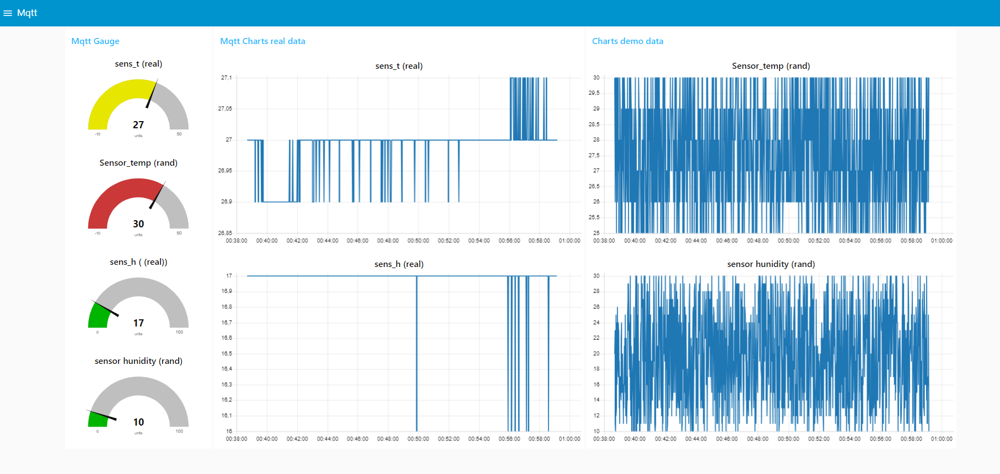 Mqtt
Mqtt Gauge
sens_t (real)
27
units
-10
50
Sensor_temp (rand)
30
units
-10
50
sens_h ( (real))
17
units
0
100
sensor hunidity (rand)
10
units
0
100
Mqtt Charts real data
sens_t (real)
27,1
27,05
27
26,95
26,9
26,85
00:38:00 00:40:00 00:42:00 00:44:00 00:46:00 00:48:00 00:50:00 00:52:00 00:54:00 00:56:00 00:58:00 01:00:00
sens_h (real)
17
16,9
16,8
16,7
16,6
16,5
16,4
16,3
16,2
16,1
16
00:38:00 00:40:00 00:42:00 00:44:00 00:46:00 00:48:00 00:50:00 00:52:00 00:54:00 00:56:00 00:58:00 01:00:00
Charts demo data
Sensor_temp (rand)
30
29,5
29
28,5
28
27,5
27
26,5
26
25,5
25
00:38:00 00:40:00 00:42:00 00:44:00 00:46:00 00:48:00 00:50:00 00:52:00 00:54:00 00:56:00 00:58:00 01:00:00
sensor hunidity (rand)
30
28
26
24
22
20
18
16
14
12
10
00:38:00 00:40:00 00:42:00 00:44:00 00:46:00 00:48:00 00:50:00 00:52:00 00:54:00 00:56:00 00:58:00 01:00:00